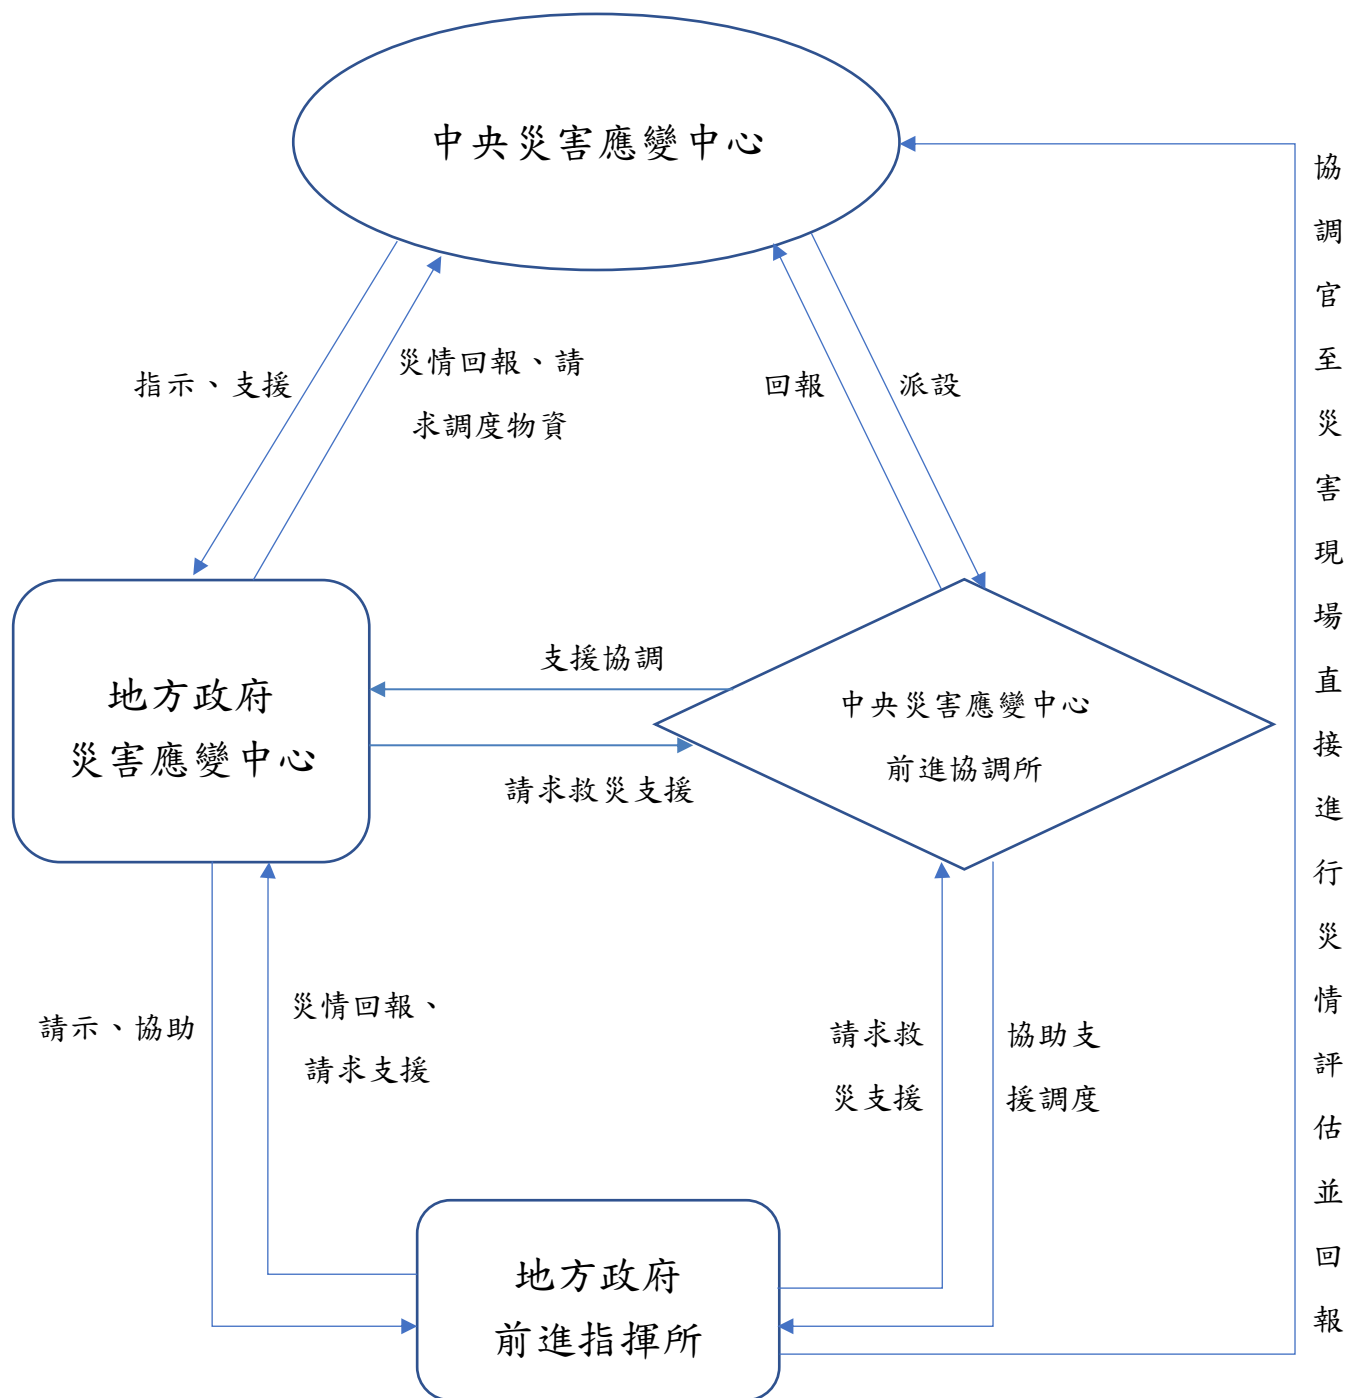 中央災害應變中心
指示、支援
災情回報、請
求調度物資
回報
派設
支援協調
地方政府
災害應變中心
中央災害應變中心
前進協調所
請求救災支援
請示、協助
災情回報、
請求支援
請求救
災支援
協助支
援調度
地方政府
前進指揮所
協調官至災害現場直接進行災情評估並回報